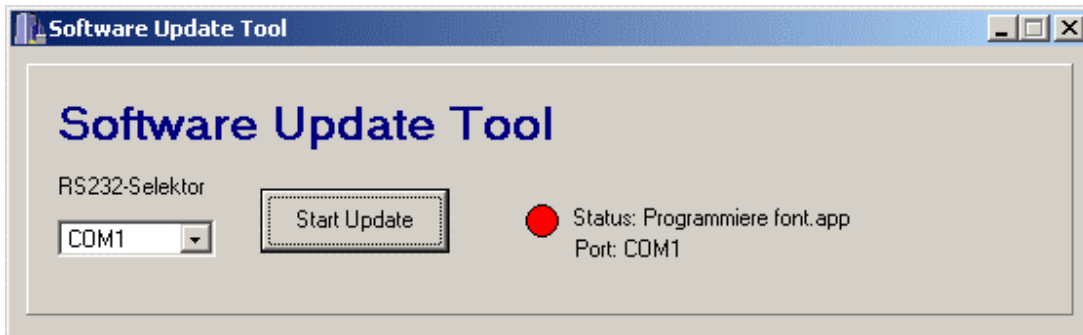 Software Update Tool
Software Update Tool
RS232-Selektor
COM1
Start Update
Status: Programmiere font.app
Port: COM1